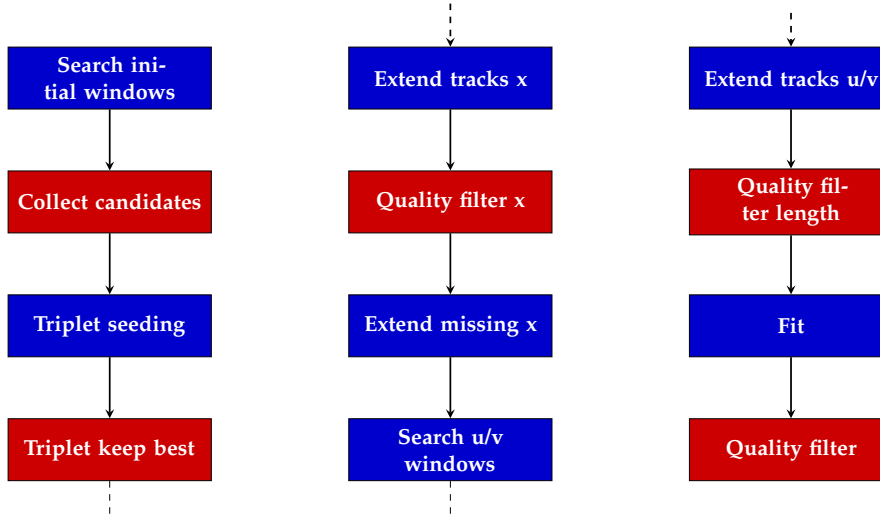 Search ini-
tial windows
Collect candidates
Triplet seeding
Triplet keep best
Extend tracks x
Quality filter x
Extend missing x
Search u/v
windows
Extend tracks u/v
Quality fil-
ter length
Fit
Quality filter